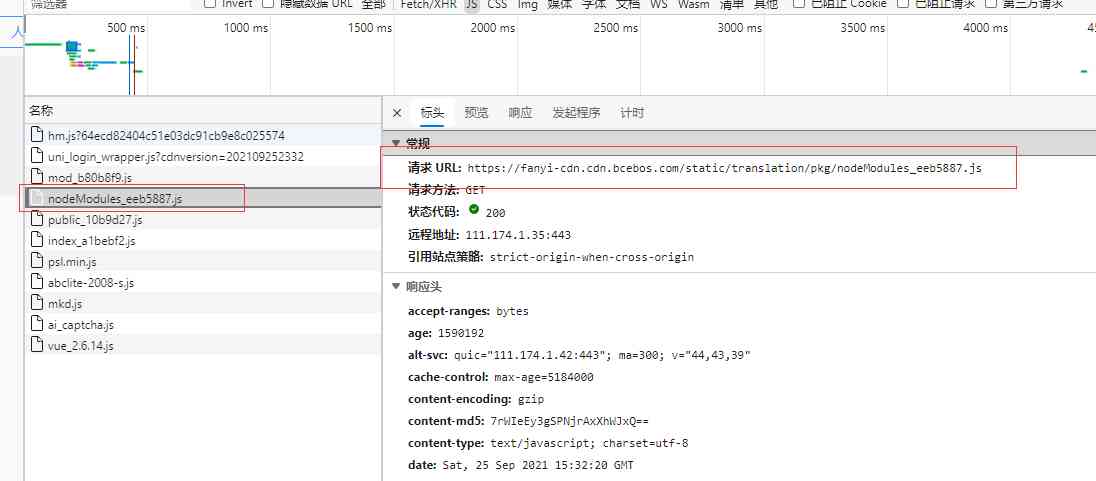 筛选器 Invert 隐藏数据 URL 全部 Fetch/XHR JS CSS Img 媒体 字体 文档 WS Wasm 清单 其他 已阻止 Cookie 已阻止请求 第三方请求
人
500 ms 1000 ms 1500 ms 2000 ms 2500 ms 3000 ms 3500 ms 4000 ms
名称
hm.js?64ecd82404c51e03dc91cb9e8c025574
uni_login_wrapper.js?cdnversion=202109252332
mod_b80b8f9.js
nodeModules_eeb5887.js
public_10b9d27.js
index_a1bebf2.js
psl.min.js
abclite-2008-s.js
mkd.js
ai_captcha.js
vue_2.6.14.js
× 标头 预览 响应 发起程序 计时
常规
请求 URL: https://fanyi-cdn.cdn.bcebos.com/static/translation/pkg/nodeModules_eeb5887.js
请求方法: GET
状态代码: 200
远程地址: 111.174.1.35:443
引用站点策略: strict-origin-when-cross-origin
响应头
accept-ranges: bytes
age: 1590192
alt-svc: quic="111.174.1.42:443"; ma=300; v="44,43,39"
cache-control: max-age=5184000
content-encoding: gzip
content-md5: 7rWIeEy3gSPNjrAxXhWJxQ==
content-type: text/javascript; charset=utf-8
date: Sat, 25 Sep 2021 15:32:20 GMT